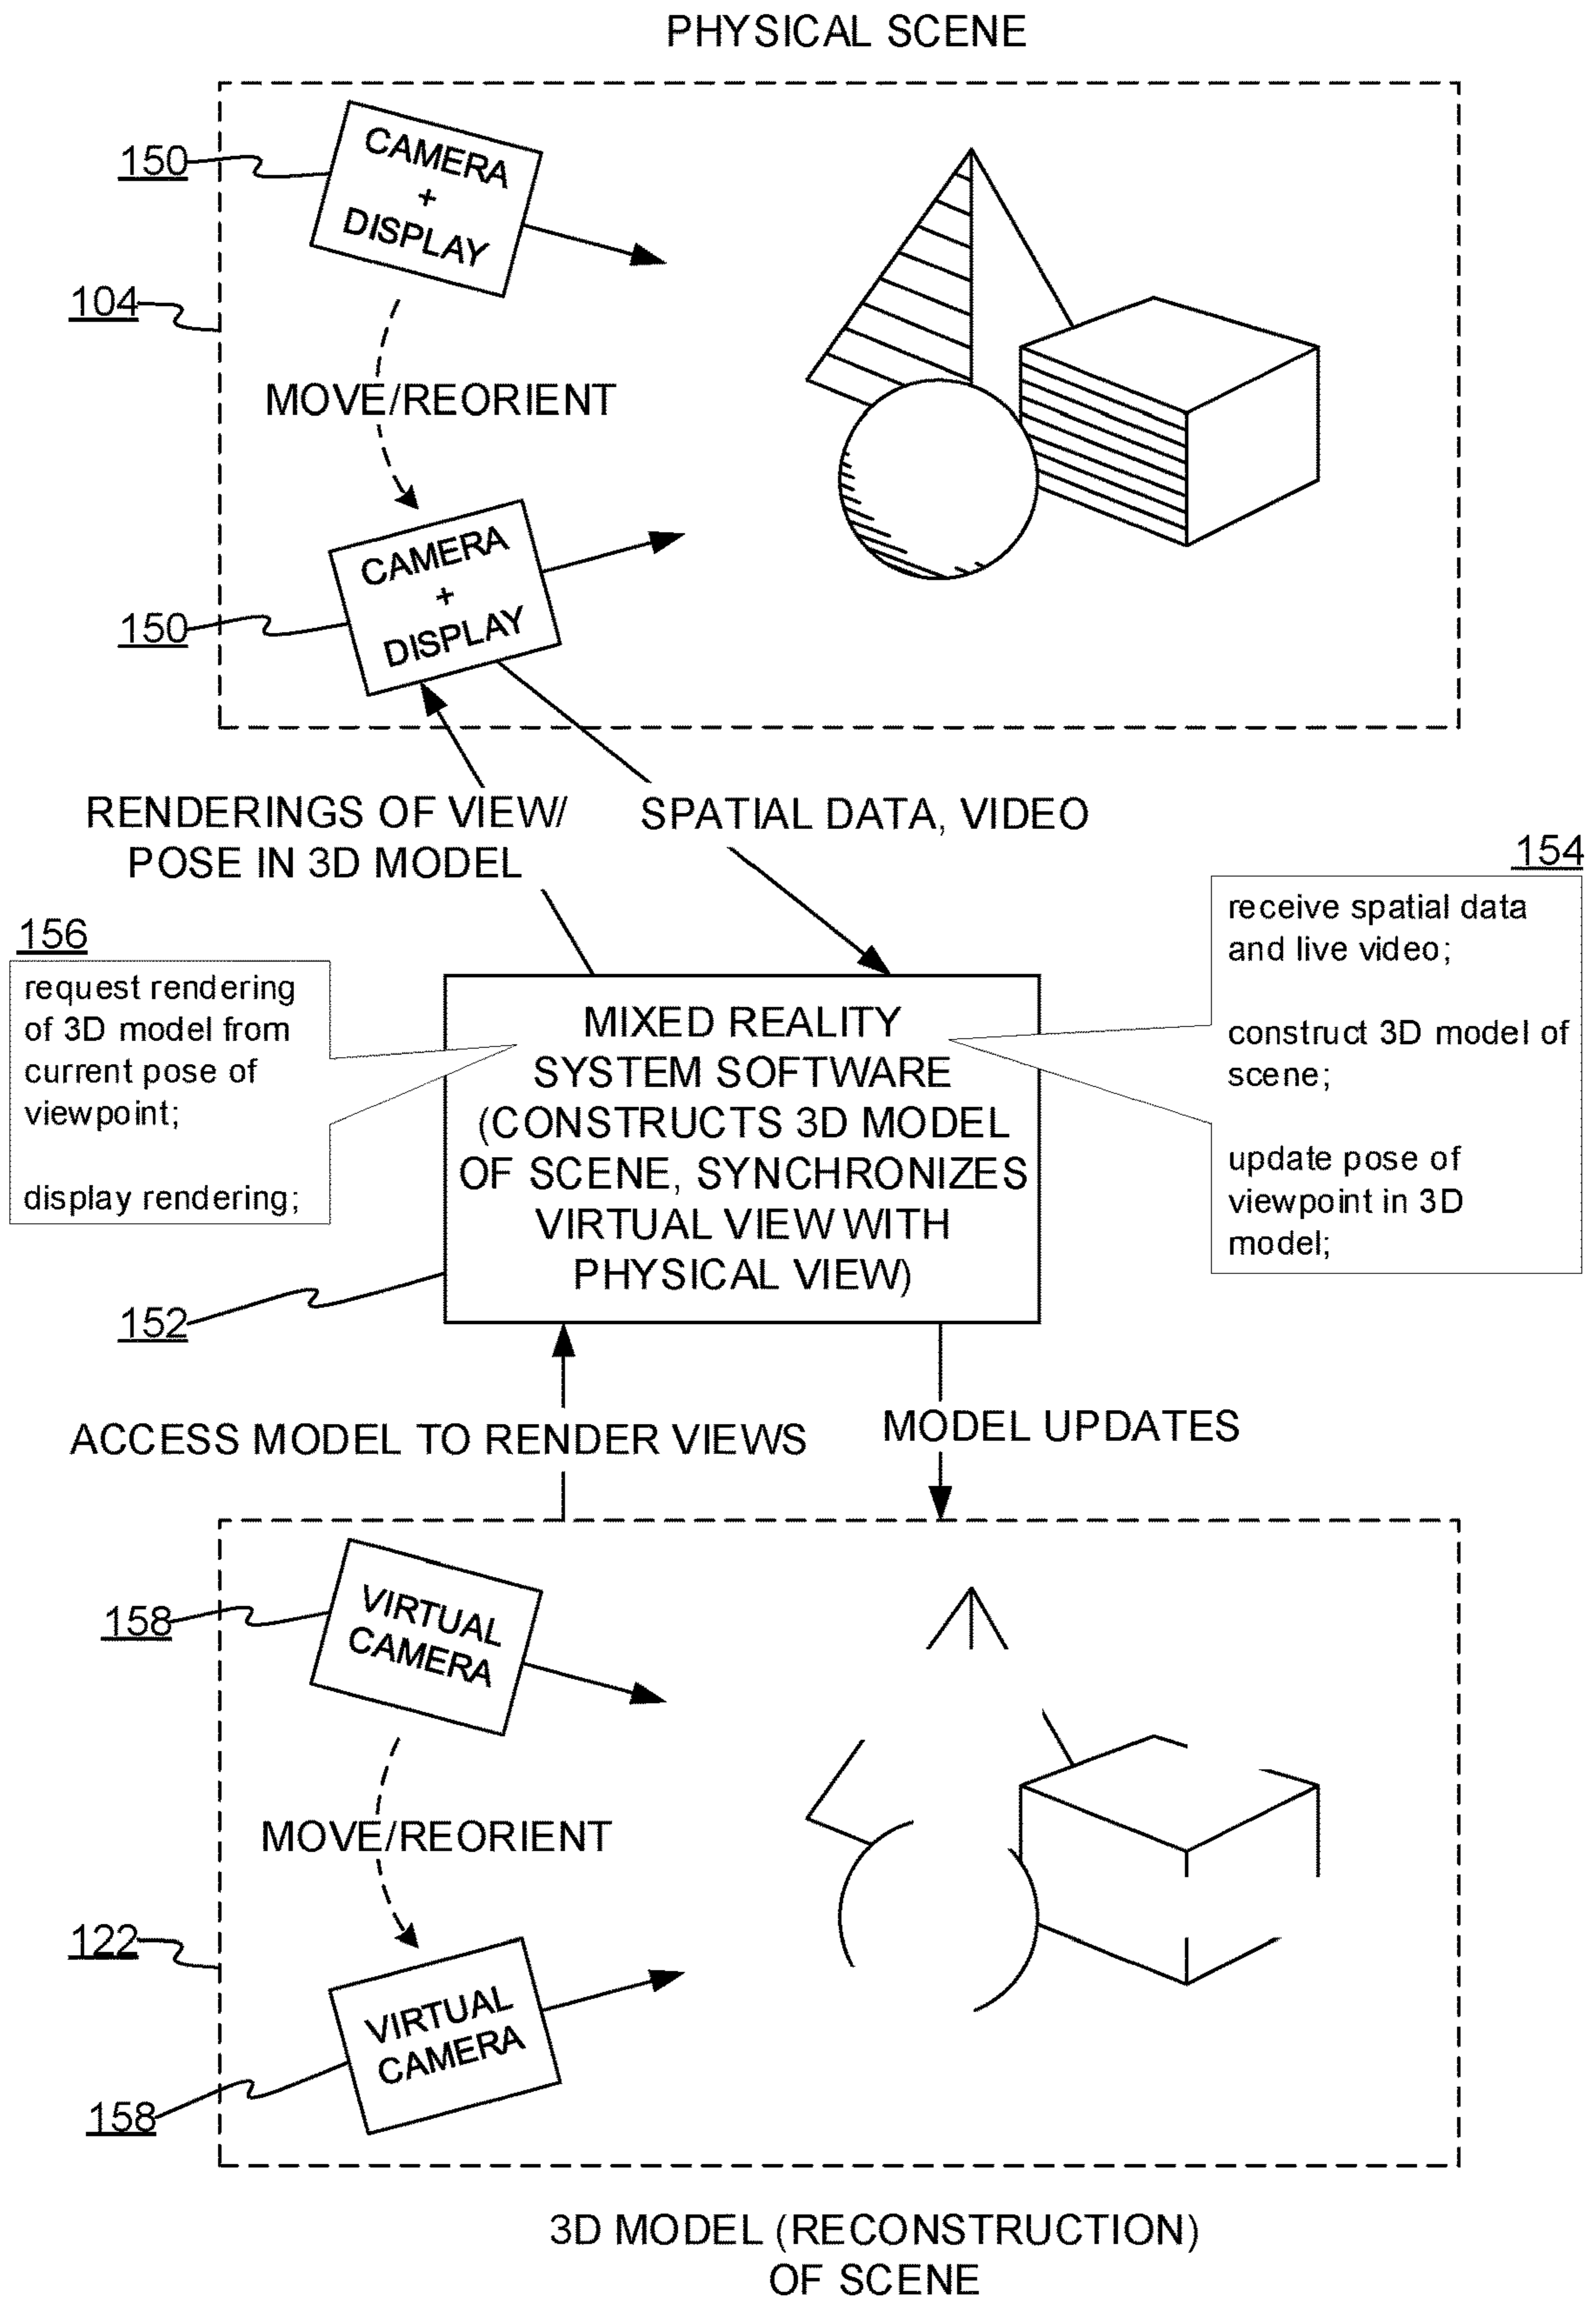 PHYSICAL SCENE
150
CAMERA
+
DISPLAY
104
MOVE/REORIENT
150
CAMERA
+
DISPLAY
RENDERINGS OF VIEW/
POSE IN 3D MODEL
SPATIAL DATA, VIDEO
154
receive spatial data
and live video;
construct 3D model of
scene;
update pose of
viewpoint in 3D
model;
156
request rendering
of 3D model from
current pose of
viewpoint;
display rendering;
MIXED REALITY
SYSTEM SOFTWARE
(CONSTRUCTS 3D MODEL
OF SCENE, SYNCHRONIZES
VIRTUAL VIEW WITH
PHYSICAL VIEW)
152
ACCESS MODEL TO RENDER VIEWS
MODEL UPDATES
158
VIRTUAL
CAMERA
MOVE/REORIENT
122
VIRTUAL
CAMERA
158
3D MODEL (RECONSTRUCTION)
OF SCENE